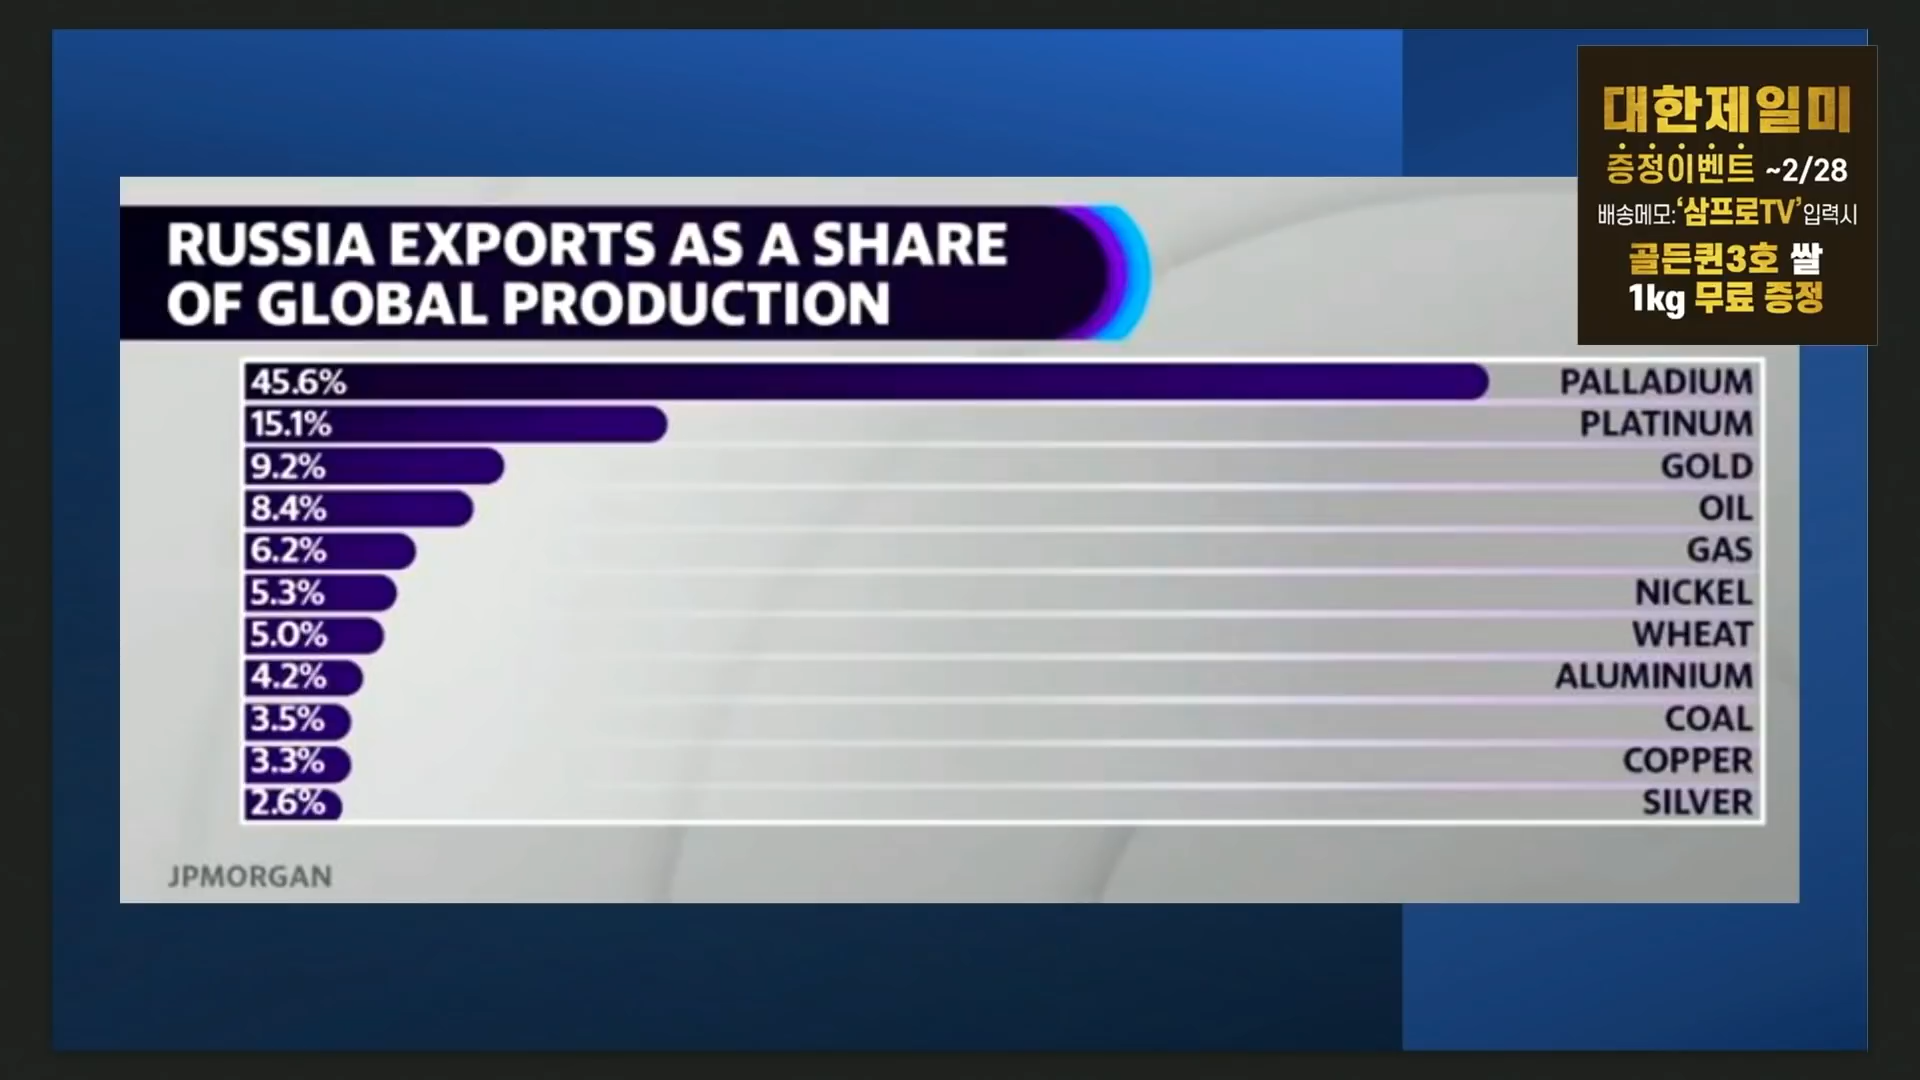 대한제일미
증정이벤트 ~2/28
배송메모:‘삼프로TV’입력시
골든퀸3호 쌀
1kg 무료 증정
RUSSIA EXPORTS AS A SHARE
OF GLOBAL PRODUCTION
45.6% PALLADIUM
15.1% PLATINUM
9.2% GOLD
8.4% OIL
6.2% GAS
5.3% NICKEL
5.0% WHEAT
4.2% ALUMINIUM
3.5% COAL
3.3% COPPER
2.6% SILVER
JPMORGAN